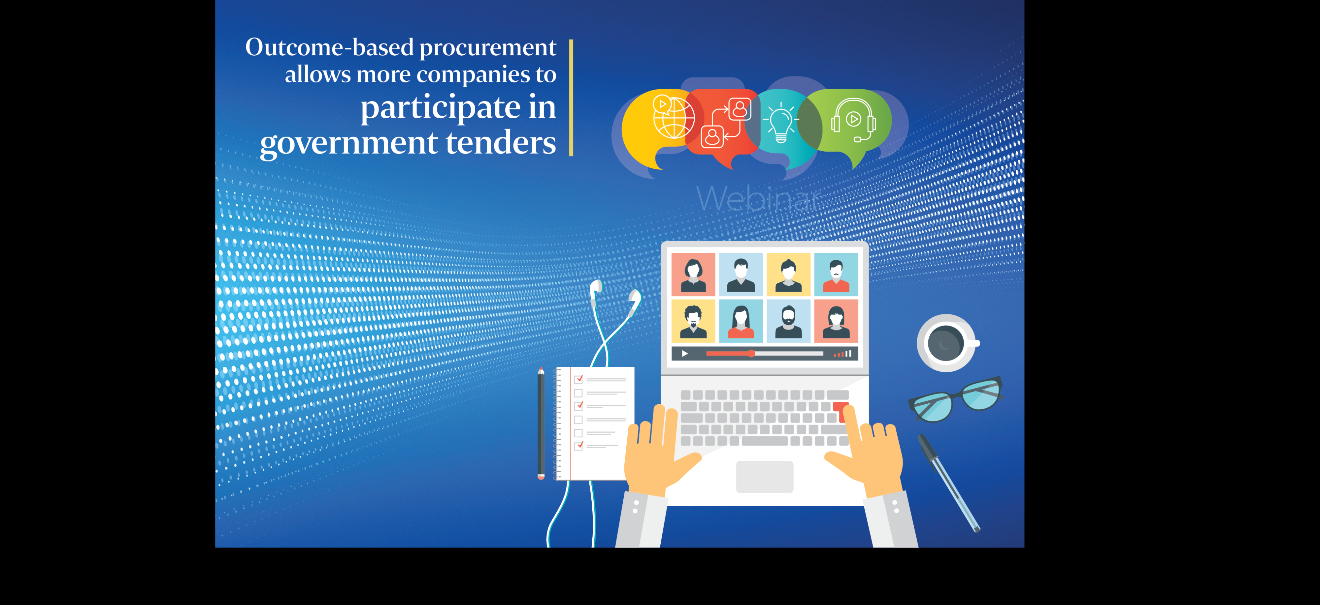 Outcome-based procurement
allows more companies to
participate in
government tenders
Webinar